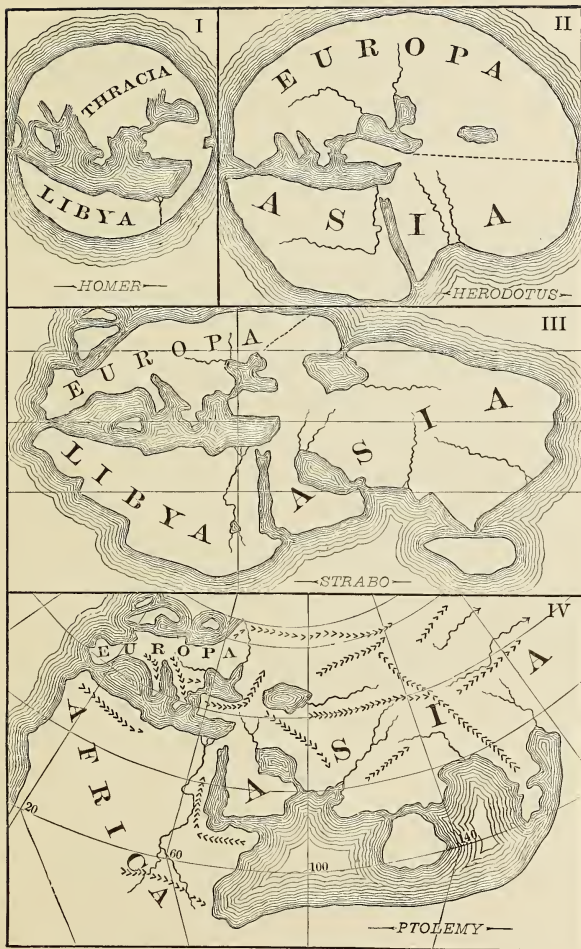 I
THRACIA
LIBYA
HOMER
II
EUROPA
ASIA
HERODOTUS
III
EUROPA
LIBYA
ASIA
STRABO
IV
EUROPA
AFRICA
ASIA
20
60
100
140
PTOLEMY